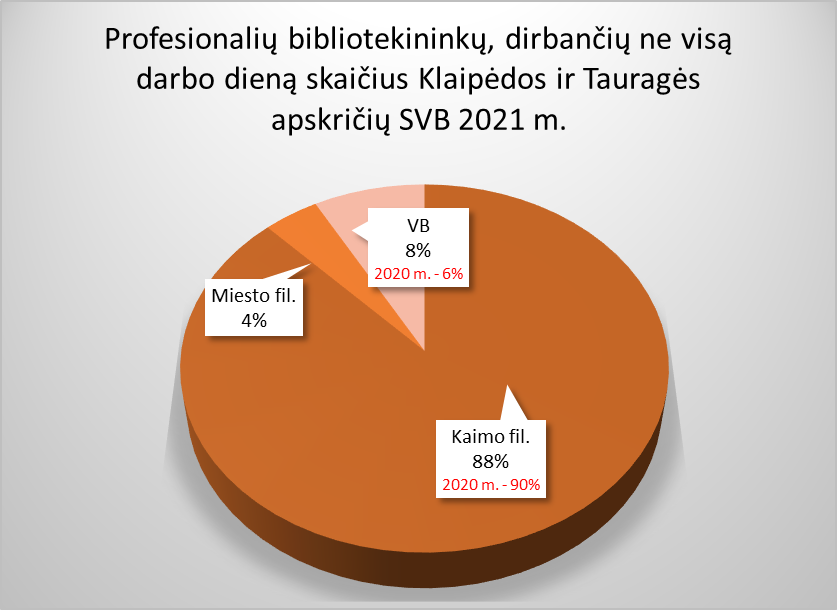 Profesionalių bibliotekininkų, dirbančių ne visą
darbo dieną skaičius Klaipėdos ir Tauragės
apskričių SVB 2021 m.
VB
8%
2020 m. - 6%
Miesto fil.
4%
Kaimo fil.
88%
2020 m. - 90%